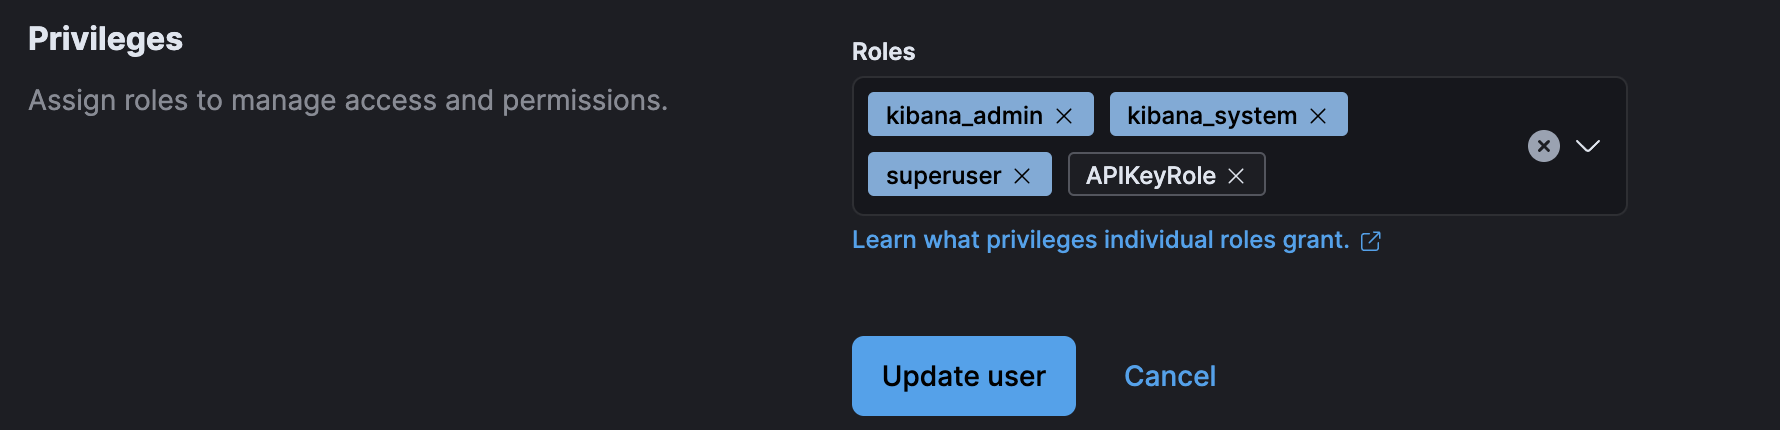 Privileges
Assign roles to manage access and permissions.
Roles
kibana_admin
kibana_system
superuser
APIKeyRole
Learn what privileges individual roles grant.
Update user
Cancel